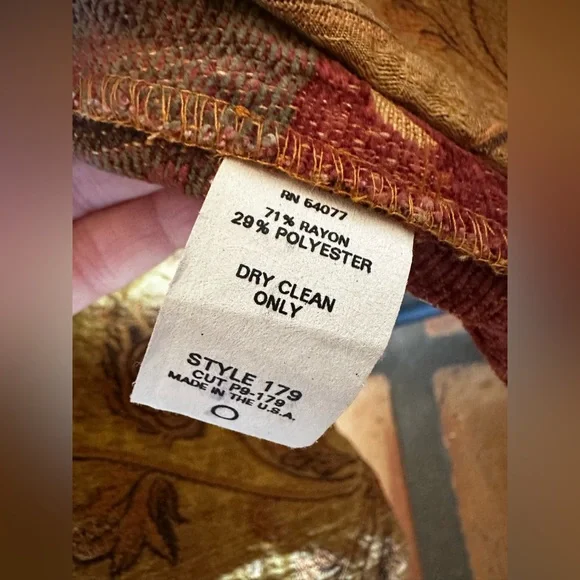 RN 64077
71% RAYON
29% POLYESTER
DRY CLEAN
ONLY
STYLE 179
CUT P9-179
MADE IN THE U.S.A.
O